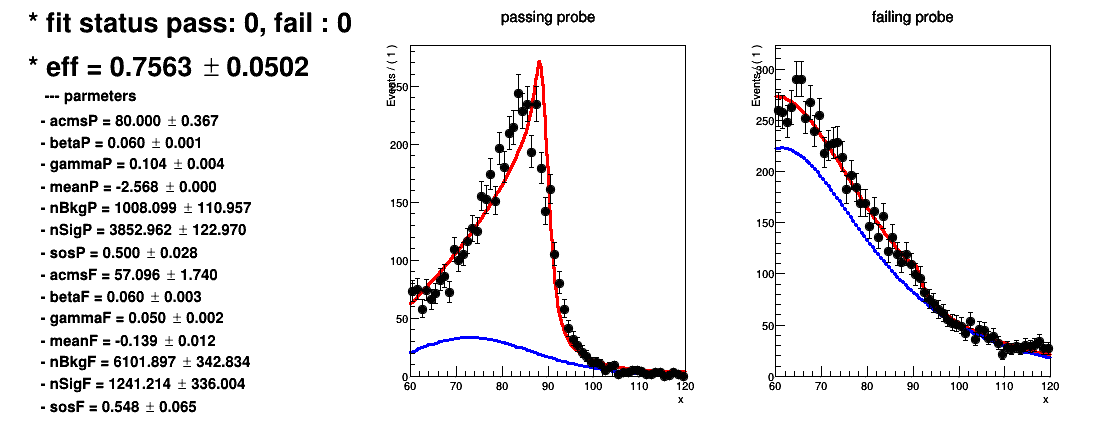 * fit status pass: 0, fail : 0
* eff = 0.7563 ± 0.0502
--- parmeters
- acmsP = 80.000 ± 0.367
- betaP = 0.060 ± 0.001
- gammaP = 0.104 ± 0.004
- meanP = -2.568 ± 0.000
- nBkgP = 1008.099 ± 110.957
- nSigP = 3852.962 ± 122.970
- sosP = 0.500 ± 0.028
- acmsF = 57.096 ± 1.740
- betaF = 0.060 ± 0.003
- gammaF = 0.050 ± 0.002
- meanF = -0.139 ± 0.012
- nBkgF = 6101.897 ± 342.834
- nSigF = 1241.214 ± 336.004
- sosF = 0.548 ± 0.065
passing probe
Events / ( 1 )
250
200
150
100
50
0
60 70 80 90 100 110 120
x
failing probe
Events / ( 1 )
300
250
200
150
100
50
0
60 70 80 90 100 110 120
x